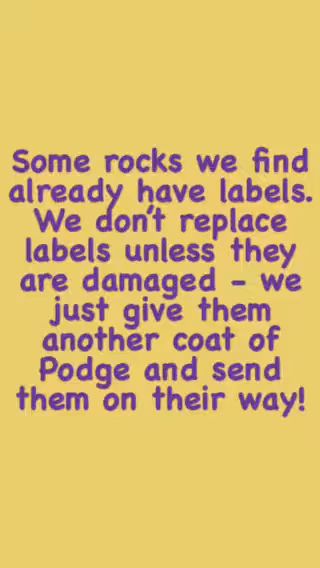 Some rocks we find
already have labels.
We don't replace
labels unless they
are damaged - we
just give them
another coat of
Podge and send
them on their way!